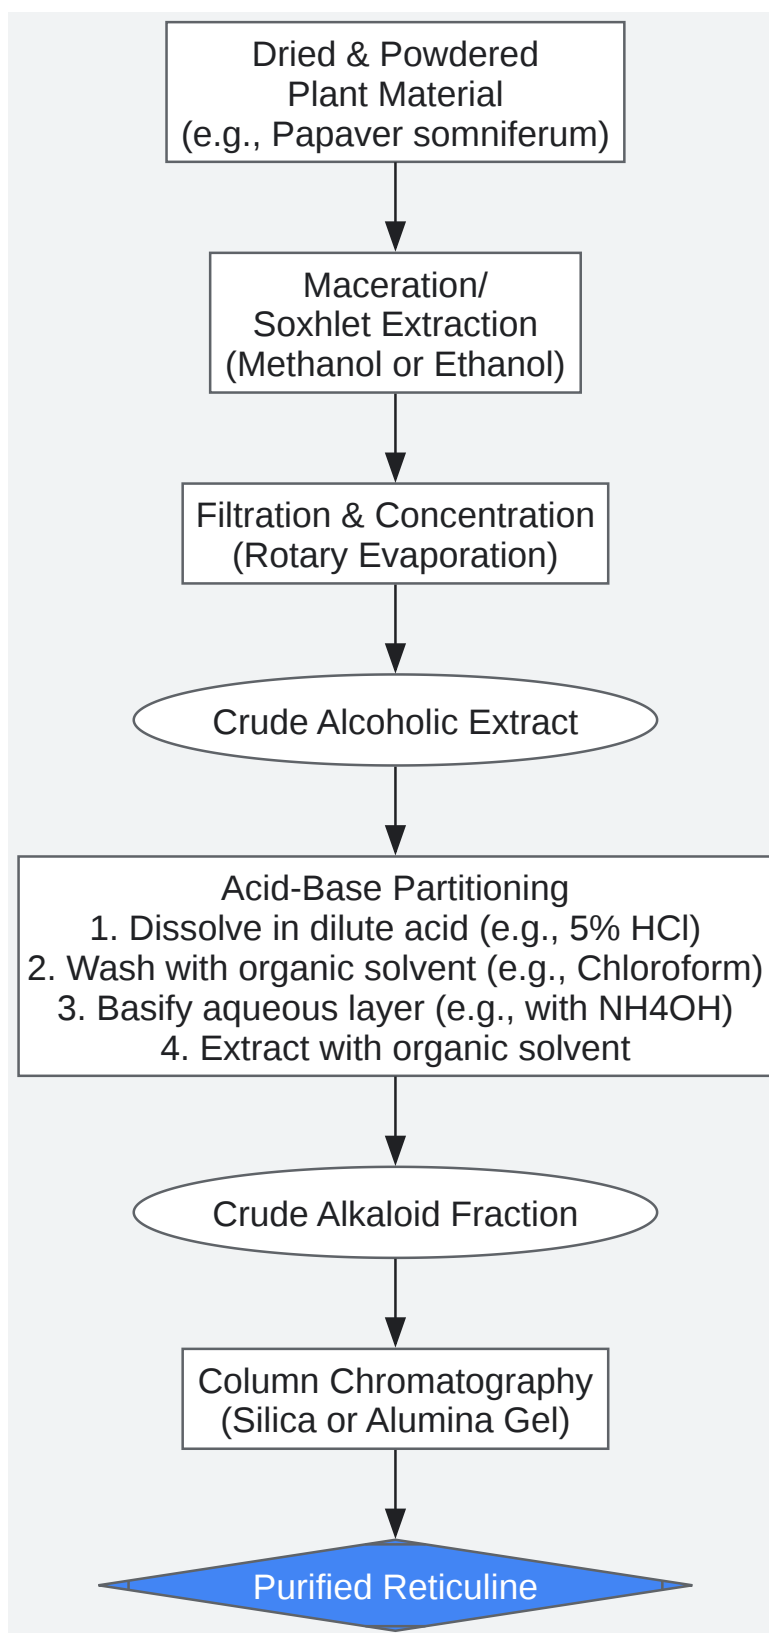 Dried & Powdered
Plant Material
(e.g., Papaver somniferum)
Maceration/
Soxhlet Extraction
(Methanol or Ethanol)
Filtration & Concentration
(Rotary Evaporation)
Crude Alcoholic Extract
Acid-Base Partitioning
1. Dissolve in dilute acid (e.g., 5% HCl)
2. Wash with organic solvent (e.g., Chloroform)
3. Basify aqueous layer (e.g., with NH4OH)
4. Extract with organic solvent
Crude Alkaloid Fraction
Column Chromatography
(Silica or Alumina Gel)
Purified Reticuline